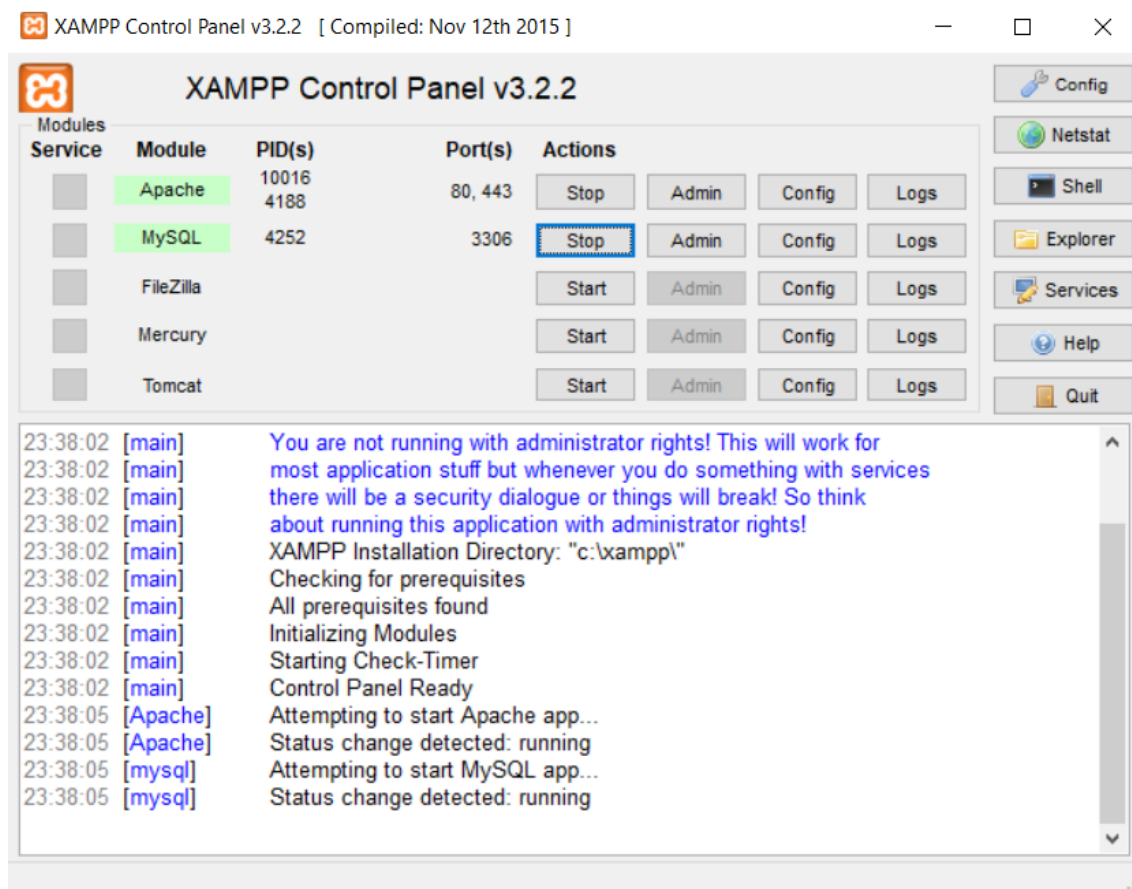 XAMPP Control Panel v3.2.2 [ Compiled: Nov 12th 2015 ]
XAMPP Control Panel v3.2.2
Config
Modules
Service Module PID(s) Port(s) Actions
Netstat
Apache 10016 4188 80, 443 Stop Admin Config Logs
Shell
MySQL 4252 3306 Stop Admin Config Logs
Explorer
FileZilla Start Admin Config Logs
Services
Mercury Start Admin Config Logs
Help
Tomcat Start Admin Config Logs
Quit
23:38:02 [main] You are not running with administrator rights! This will work for
23:38:02 [main] most application stuff but whenever you do something with services
23:38:02 [main] there will be a security dialogue or things will break! So think
23:38:02 [main] about running this application with administrator rights!
23:38:02 [main] XAMPP Installation Directory: "c:\xampp\"
23:38:02 [main] Checking for prerequisites
23:38:02 [main] All prerequisites found
23:38:02 [main] Initializing Modules
23:38:02 [main] Starting Check-Timer
23:38:02 [main] Control Panel Ready
23:38:05 [Apache] Attempting to start Apache app...
23:38:05 [Apache] Status change detected: running
23:38:05 [mysql] Attempting to start MySQL app...
23:38:05 [mysql] Status change detected: running